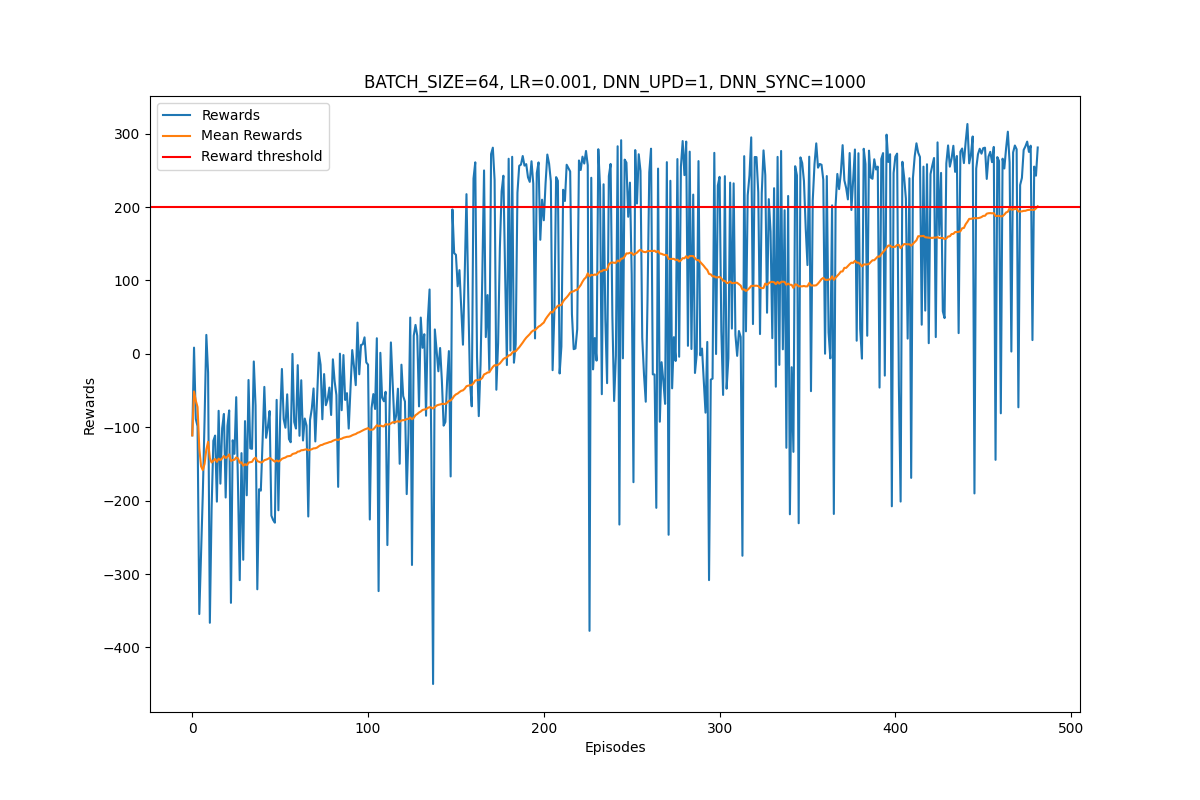 BATCH_SIZE=64, LR=0.001, DNN_UPD=1, DNN_SYNC=1000
Rewards
Mean Rewards
Reward threshold
300
200
100
0
−100
−200
−300
−400
Rewards
0
100
200
300
400
500
Episodes